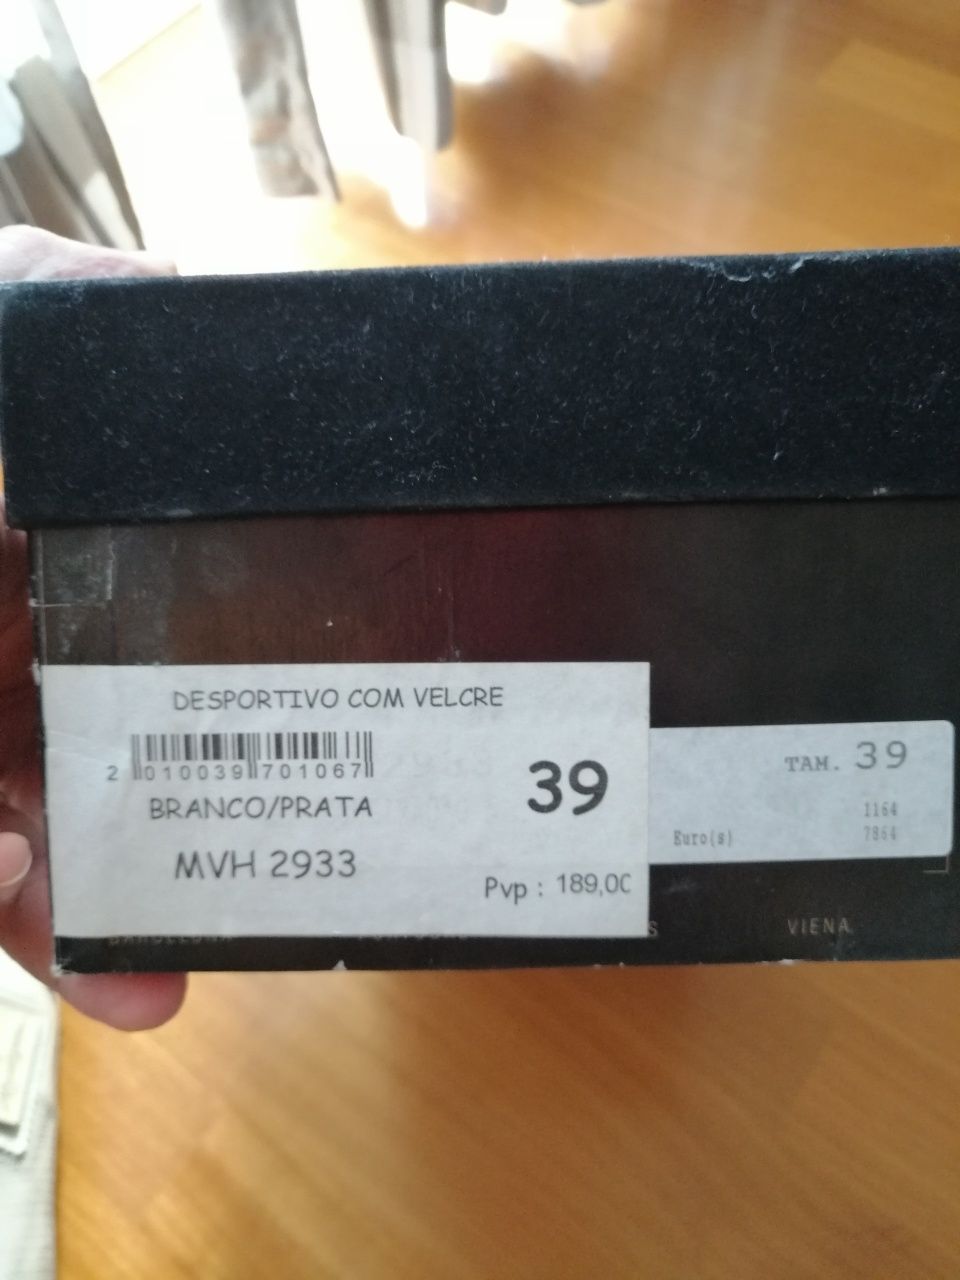 DESPORTIVO COM VELCRE
2 010039 701067
BRANCO/PRATA
39
MVH 2933
Pvp : 189,00
TAM. 39
1164
Euro(s) 7864
VIENA